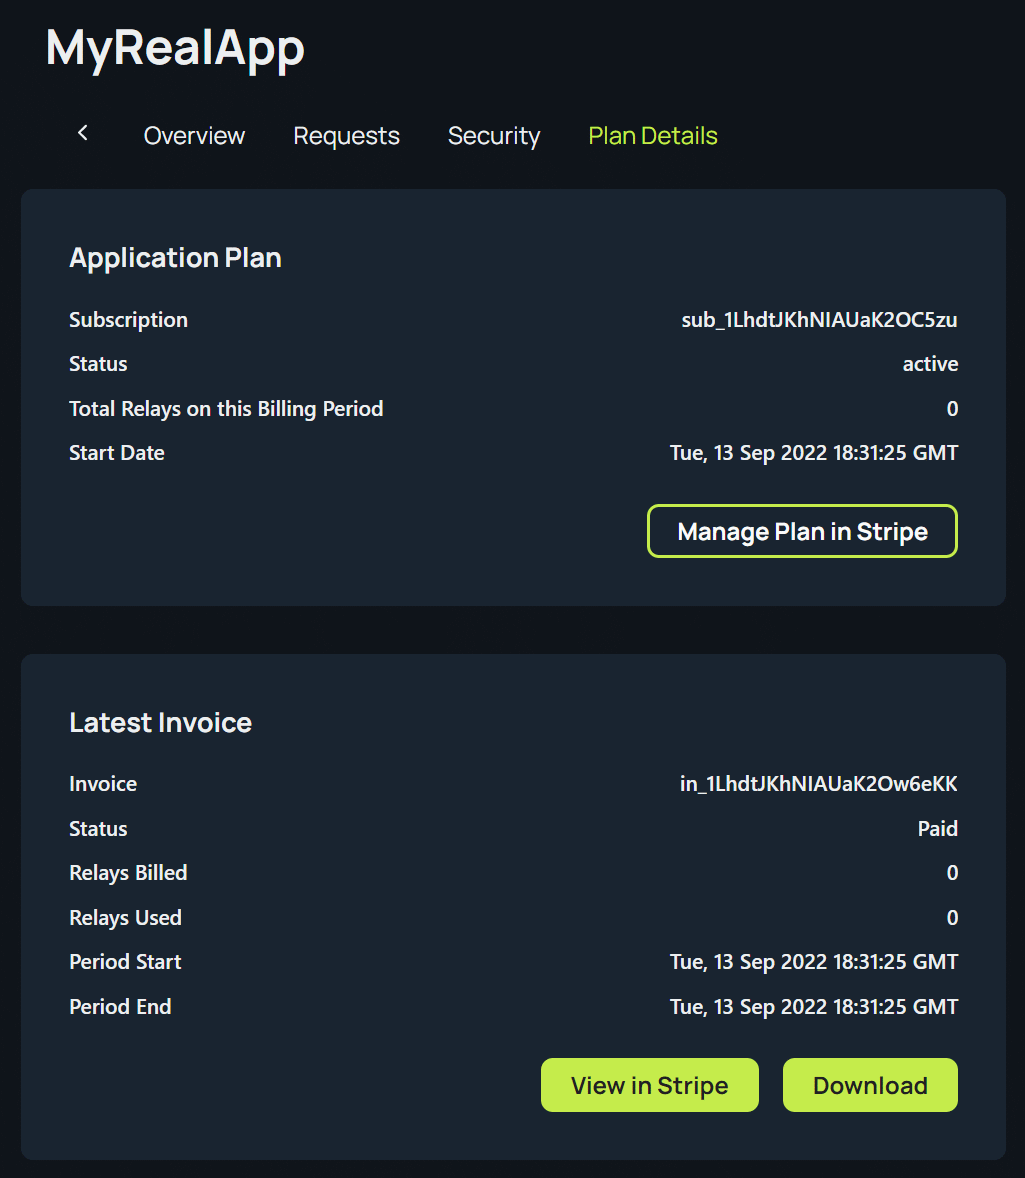 MyRealApp
Overview Requests Security Plan Details
Application Plan
Subscription sub_1LhdtJKhNIAUaK2OC5zu
Status active
Total Relays on this Billing Period 0
Start Date Tue, 13 Sep 2022 18:31:25 GMT
Manage Plan in Stripe
Latest Invoice
Invoice in_1LhdtJKhNIAUaK2Ow6eKK
Status Paid
Relays Billed 0
Relays Used 0
Period Start Tue, 13 Sep 2022 18:31:25 GMT
Period End Tue, 13 Sep 2022 18:31:25 GMT
View in Stripe Download